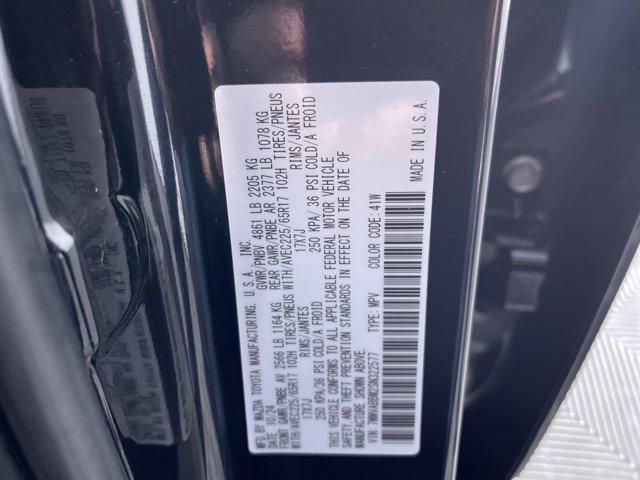 MFD. BY MAZDA TOYOTA MANUFACTURING, U.S.A. INC.
DATE 10/24 GVWR/PNBV 4861 LB 2205 KG
FRONT GAWR/PNBE AV 2566 LB 1164 KG REAR GAWR/PNBE AR 2377 LB 1078 KG
WITH/AVEC225/65R17 102H TIRES/PNEUS WITH/AVEC225/65R17 102H TIRES/PNEUS
17X7J RIMS/JANTES 17X7J RIMS/JANTES
250 KPA/36 PSI COLD/A FROID 250 KPA/ 36 PSI COLD/A FROID
THIS VEHICLE CONFORMS TO ALL APPLICABLE FEDERAL MOTOR VEHICLE
SAFETY AND THEFT PREVENTION STANDARDS IN EFFECT ON THE DATE OF
MANUFACTURE SHOWN ABOVE.
TYPE: MPV COLOR CODE: 41W
MADE IN U.S.A.